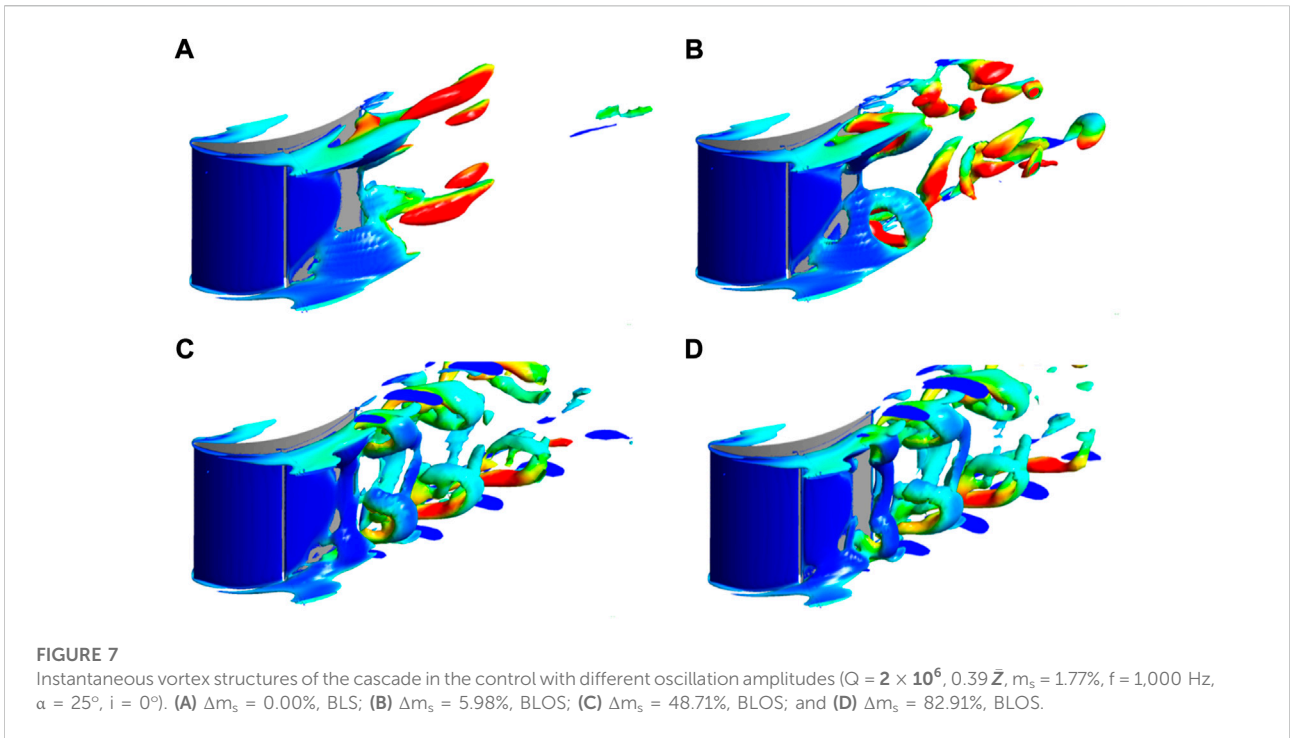 A
B
C
D
FIGURE 7
Instantaneous vortex structures of the cascade in the control with different oscillation amplitudes (Q = 2 × 10⁶, 0.39 Z̄, mₛ = 1.77%, f = 1,000 Hz,
α = 25°, i = 0°). (A) Δmₛ = 0.00%, BLS; (B) Δmₛ = 5.98%, BLOS; (C) Δmₛ = 48.71%, BLOS; and (D) Δmₛ = 82.91%, BLOS.